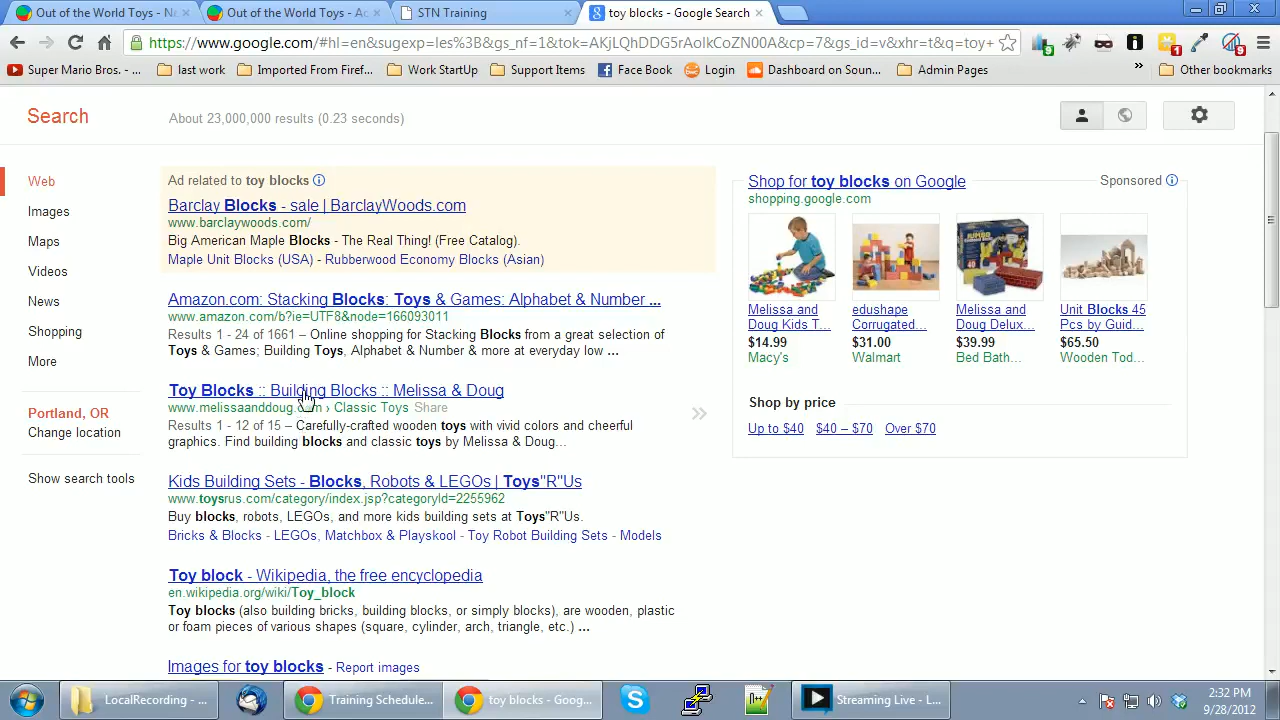 Out of the World Toys - N
Out of the World Toys - A
STN Training
toy blocks - Google Search
https://www.google.com/#hl=en&sugexp=les%2B&gs_nf=1&tok=AKjLQhDDG5rAolkCoZN00A&cp=7&gs_id=v&xhr=t&q=toy+
Super Mario Bros. - ...
last work
Imported From Firef...
Work StartUp
Support Items
Face Book
Login
Dashboard on Soun...
Admin Pages
»
Other bookmarks
Search
About 23,000,000 results (0.23 seconds)
Web
Images
Maps
Videos
News
Shopping
More
Portland, OR
Change location
Show search tools
Ad related to toy blocks
Barclay Blocks - sale | BarclayWoods.com
www.barclaywoods.com/
Big American Maple Blocks - The Real Thing! (Free Catalog).
Maple Unit Blocks (USA) - Rubberwood Economy Blocks (Asian)
Amazon.com: Stacking Blocks: Toys & Games: Alphabet & Number ...
www.amazon.com/b?ie=UTF8&node=166093011
Results 1 - 24 of 1661 – Online shopping for Stacking Blocks from a great selection of
Toys & Games; Building Toys, Alphabet & Number & more at everyday low ...
Toy Blocks :: Building Blocks :: Melissa & Doug
www.melissaanddoug.com › Classic Toys Share
Results 1 - 12 of 15 – Carefully-crafted wooden toys with vivid colors and cheerful
graphics. Find building blocks and classic toys by Melissa & Doug...
Kids Building Sets - Blocks, Robots & LEGOs | Toys"R"Us
www.toysrus.com/category/index.jsp?categoryId=2255962
Buy blocks, robots, LEGOs, and more kids building sets at Toys"R"Us.
Bricks & Blocks - LEGOs, Matchbox & Playskool - Toy Robot Building Sets - Models
Toy block - Wikipedia, the free encyclopedia
en.wikipedia.org/wiki/Toy_block
Toy blocks (also building bricks, building blocks, or simply blocks), are wooden, plastic
or foam pieces of various shapes (square, cylinder, arch, triangle, etc.) ...
Images for toy blocks - Report images
Shop for toy blocks on Google
Sponsored
shopping.google.com
Melissa and
Doug Kids T...
$14.99
Macy's
edushape
Corrugated...
$31.00
Walmart
Melissa and
Doug Delux...
$39.99
Bed Bath...
Unit Blocks 45
Pcs by Guid...
$65.50
Wooden Tod...
Shop by price
Up to $40
$40 – $70
Over $70
LocalRecording - ...
Training Schedule...
toy blocks - Goog...
Streaming Live - L...
2:32 PM
9/28/2012